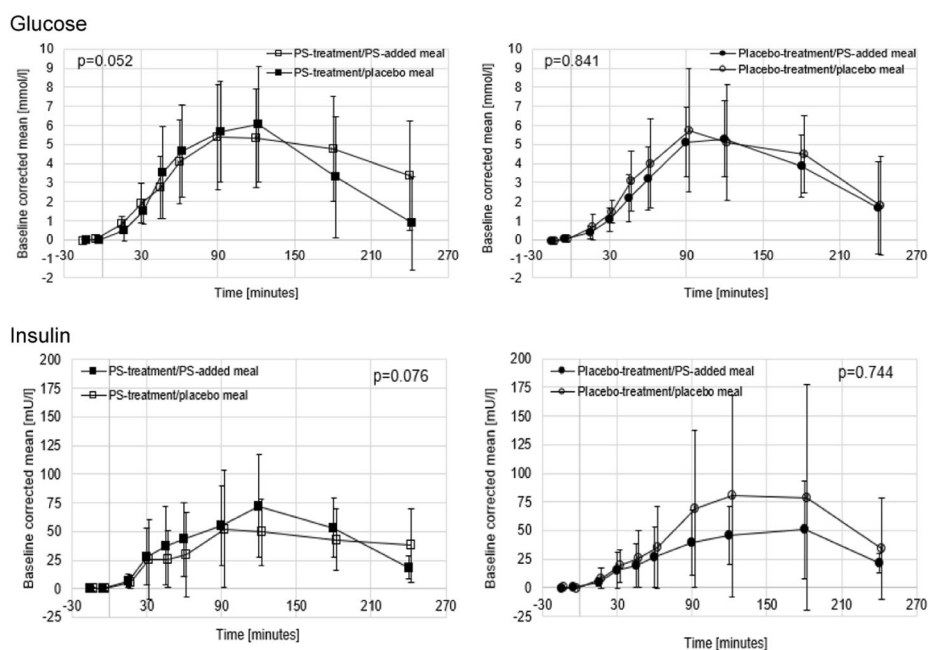 Glucose
Baseline corrected mean [mmol/l]
10
9
8
7
6
5
4
3
2
1
0
-1
-2
p=0.052
PS-treatment/PS-added meal
PS-treatment/placebo meal
-30 30 90 150 210 270
Time [minutes]
Baseline corrected mean [mmol/l]
10
9
8
7
6
5
4
3
2
1
0
-1
-2
p=0.841
Placebo-treatment/PS-added meal
Placebo-treatment/placebo meal
-30 30 90 150 210 270
Time [minutes]
Insulin
Baseline corrected mean [mU/l]
200
175
150
125
100
75
50
25
0
-25
PS-treatment/PS-added meal
PS-treatment/placebo meal
p=0.076
-30 30 90 150 210 270
Time [minutes]
Baseline corrected mean [mU/l]
200
175
150
125
100
75
50
25
0
-25
Placebo-treatment/PS-added meal
Placebo-treatment/placebo meal
p=0.744
-30 30 90 150 210 270
Time [minutes]